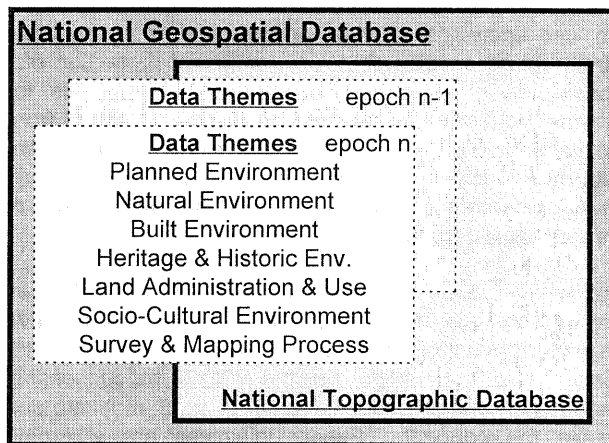 National Geospatial Database
Data Themes epoch n-1
Data Themes epoch n
Planned Environment
Natural Environment
Built Environment
Heritage & Historic Env.
Land Administration & Use
Socio-Cultural Environment
Survey & Mapping Process
National Topographic Database